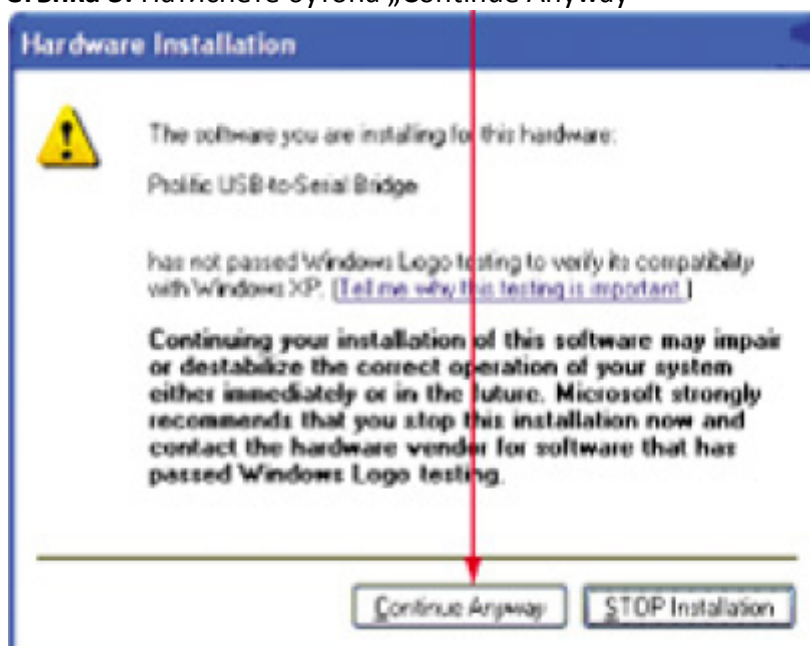 Натиснете бутона „Continue Anyway“
Hardware Installation
The software you are installing for this hardware:
Prolific USB-to-Serial Bridge
has not passed Windows Logo testing to verify its compatibility
with Windows XP. (Tell me why this testing is important.)
Continuing your installation of this software may impair
or destabilize the correct operation of your system
either immediately or in the future. Microsoft strongly
recommends that you stop this installation now and
contact the hardware vendor for software that has
passed Windows Logo testing.
Continue Anyway STOP Installation